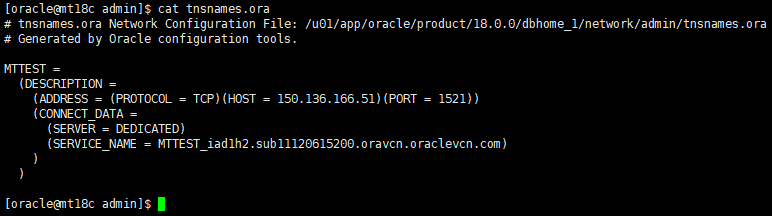 [oracle@mt18c admin]$ cat tnsnames.ora
# tnsnames.ora Network Configuration File: /u01/app/oracle/product/18.0.0/dbhome_1/network/admin/tnsnames.ora
# Generated by Oracle configuration tools.

MTTEST =
  (DESCRIPTION =
    (ADDRESS = (PROTOCOL = TCP)(HOST = 150.136.166.51)(PORT = 1521))
    (CONNECT_DATA =
      (SERVER = DEDICATED)
      (SERVICE_NAME = MTTEST_iad1h2.sub11120615200.oravcn.oraclevcn.com)
    )
  )

[oracle@mt18c admin]$